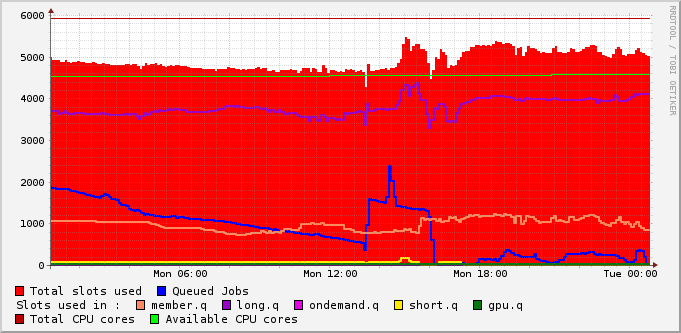 6000
5000
4000
3000
2000
1000
0
Mon 06:00 Mon 12:00 Mon 18:00 Tue 00:00
Total slots used Queued Jobs
Slots used in : member.q long.q ondemand.q short.q gpu.q
Total CPU cores Available CPU cores
RRDTOOL / TOBI OETIKER